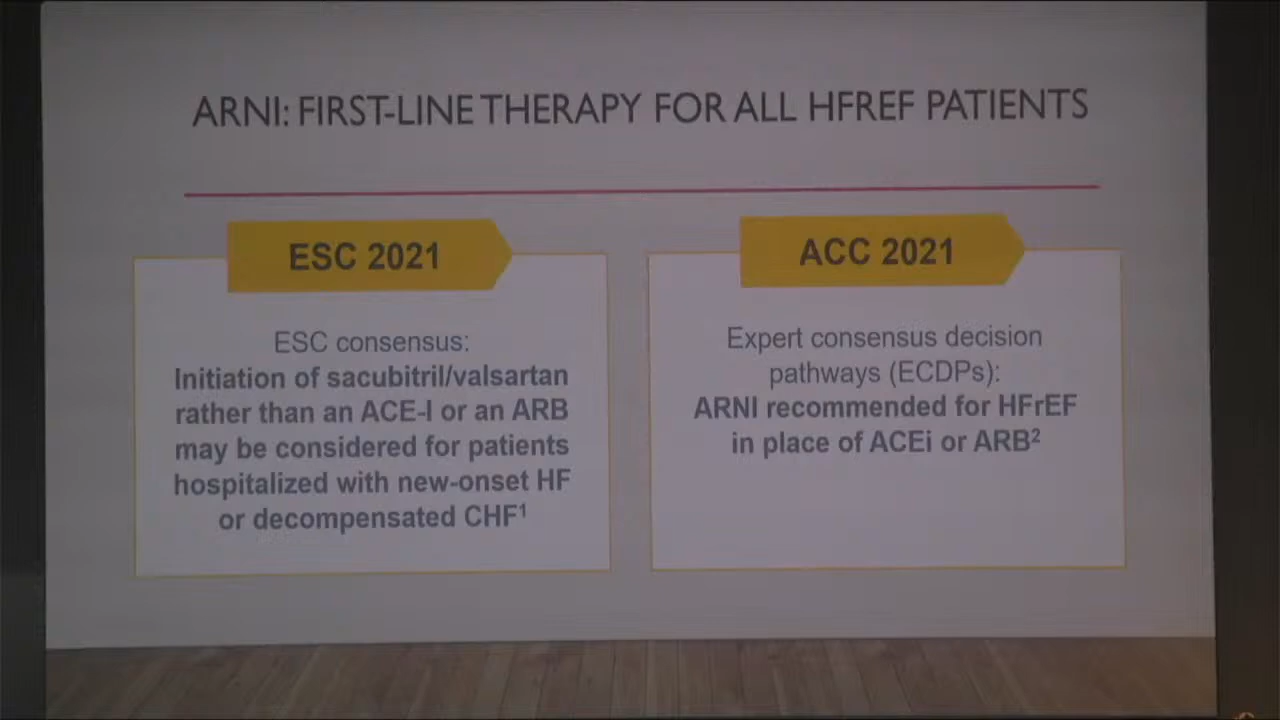 ARNI: FIRST-LINE THERAPY FOR ALL HFREF PATIENTS
ESC 2021
ESC consensus:
Initiation of sacubitril/valsartan
rather than an ACE-I or an ARB
may be considered for patients
hospitalized with new-onset HF
or decompensated CHF¹
ACC 2021
Expert consensus decision
pathways (ECDPs):
ARNI recommended for HFrEF
in place of ACEi or ARB²